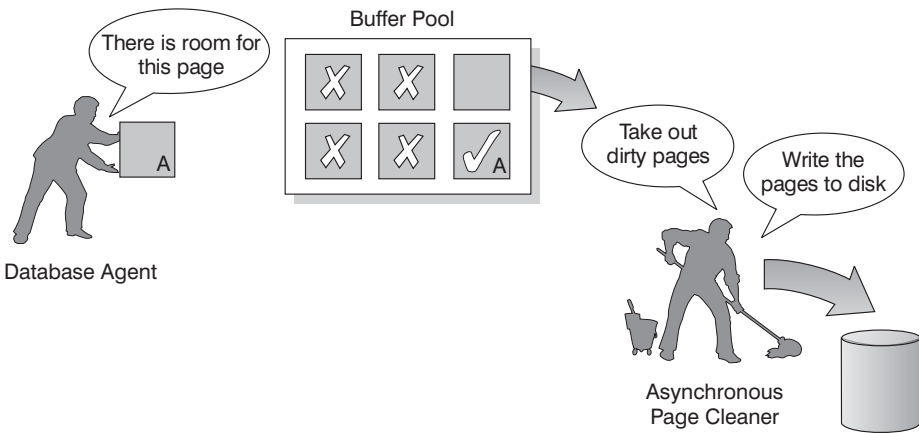 Buffer Pool
There is room for
this page
A
A
Database Agent
Take out
dirty pages
Write the
pages to disk
Asynchronous
Page Cleaner